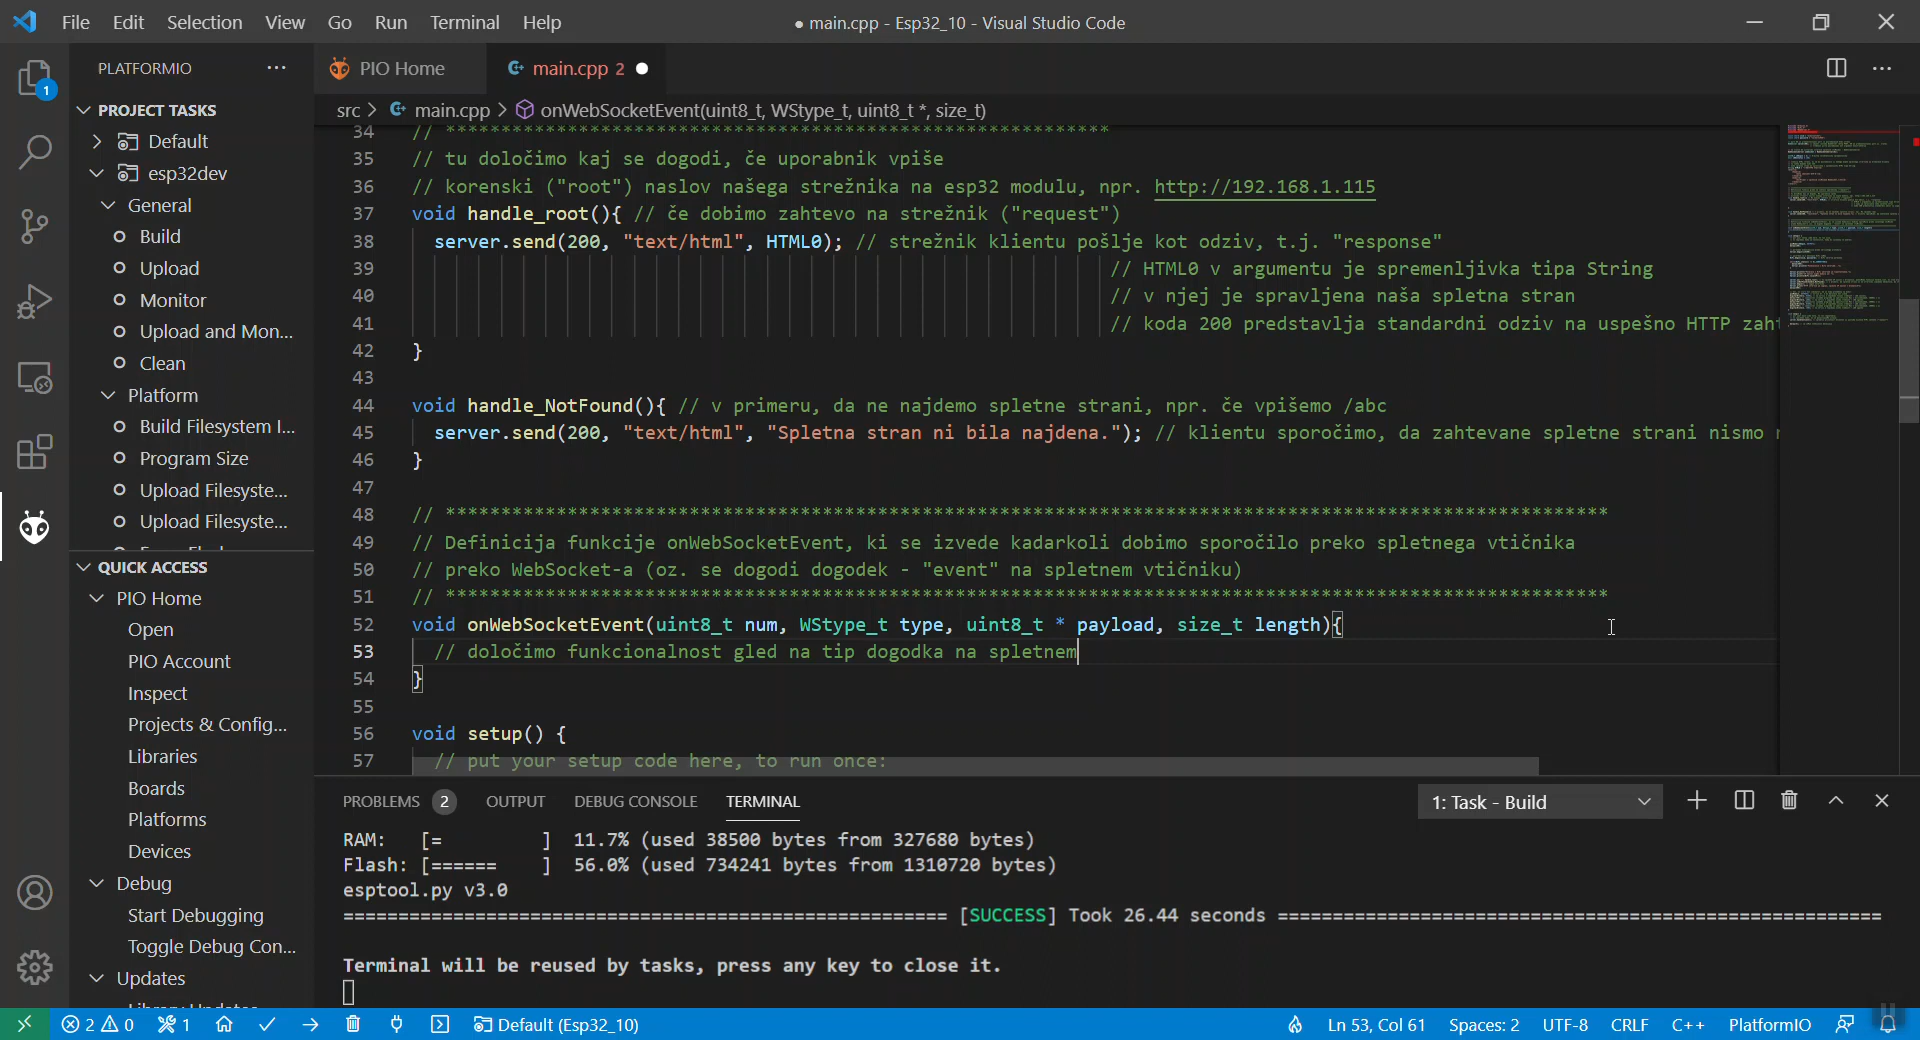 File Edit Selection View Go Run Terminal Help
● main.cpp - Esp32_10 - Visual Studio Code
PLATFORMIO
PIO Home
main.cpp 2
1
PROJECT TASKS
Default
esp32dev
General
Build
Upload
Monitor
Upload and Mon...
Clean
Platform
Build Filesystem I...
Program Size
Upload Filesyste...
Upload Filesyste...
QUICK ACCESS
PIO Home
Open
PIO Account
Inspect
Projects & Config...
Libraries
Boards
Platforms
Devices
Debug
Start Debugging
Toggle Debug Con...
Updates
src > main.cpp > onWebSocketEvent(uint8_t, WStype_t, uint8_t *, size_t)
34 // ************************************************************
35 // tu določimo kaj se dogodi, če uporabnik vpiše
36 // korenski ("root") naslov našega strežnika na esp32 modulu, npr. http://192.168.1.115
37 void handle_root(){ // če dobimo zahtevo na strežnik ("request")
38 server.send(200, "text/html", HTML0); // strežnik klientu pošlje kot odziv, t.j. "response"
39 // HTML0 v argumentu je spremenljivka tipa String
40 // v njej je spravljena naša spletna stran
41 // koda 200 predstavlja standardni odziv na uspešno HTTP
42 }
43
44 void handle_NotFound(){ // v primeru, da ne najdemo spletne strani, npr. če vpišemo /abc
45 server.send(200, "text/html", "Spletna stran ni bila najdena."); // klientu sporočimo, da zahtevane spletne strani nismo
46 }
47
48 // *********************************************************************************************************
49 // Definicija funkcije onWebSocketEvent, ki se izvede kadarkoli dobimo sporočilo preko spletnega vtičnika
50 // preko WebSocket-a (oz. se dogodi dogodek - "event" na spletnem vtičniku)
51 // *********************************************************************************************************
52 void onWebSocketEvent(uint8_t num, WStype_t type, uint8_t * payload, size_t length){
53 // določimo funkcionalnost gled na tip dogodka na spletnem
54 }
55
56 void setup() {
57 // put your setup code here, to run once:
PROBLEMS 2 OUTPUT DEBUG CONSOLE TERMINAL
1: Task - Build
RAM: [= ] 11.7% (used 38500 bytes from 327680 bytes)
Flash: [====== ] 56.0% (used 734241 bytes from 1310720 bytes)
esptool.py v3.0
======================================================= [SUCCESS] Took 26.44 seconds =======================================================
Terminal will be reused by tasks, press any key to close it.
2 0 1 Default (Esp32_10)
Ln 53, Col 61 Spaces: 2 UTF-8 CRLF C++ PlatformIO